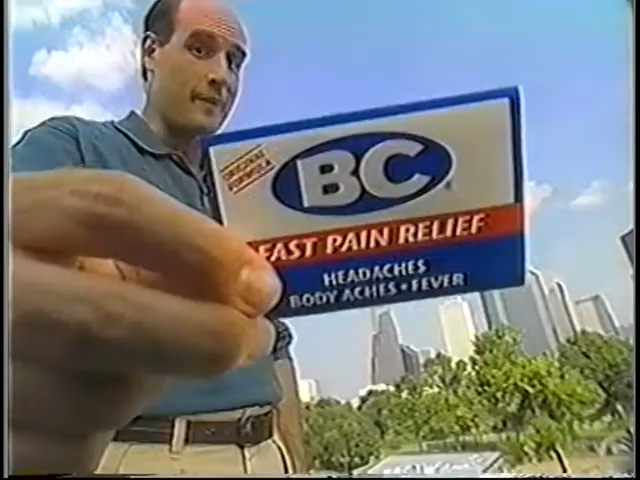 ORIGINAL
FORMULA
BC
FAST PAIN RELIEF
HEADACHES
BODY ACHES • FEVER